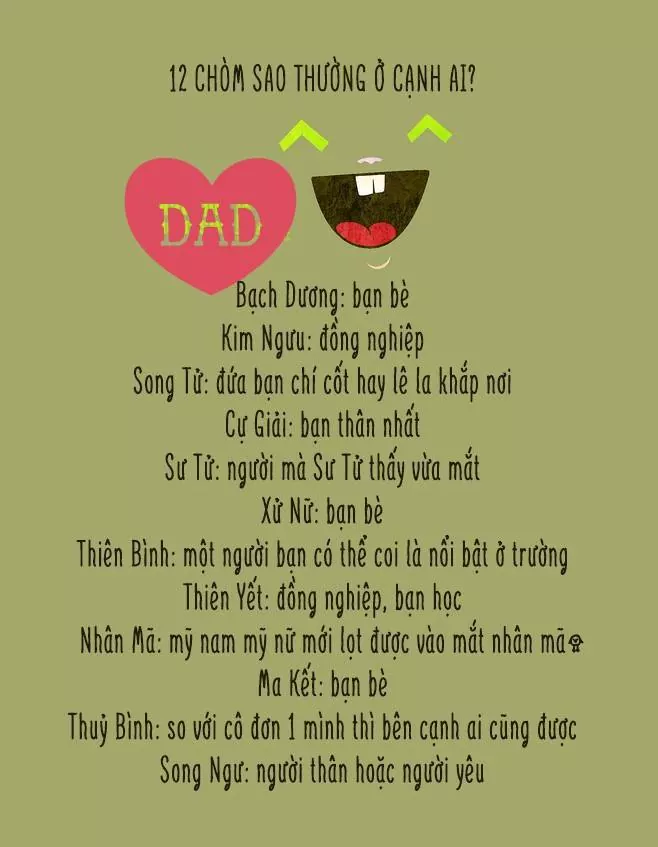 12 CHÒM SAO THƯỜNG Ở CẠNH AI?
DAD
Bạch Dương: bạn bè
Kim Ngưu: đồng nghiệp
Song Tử: đứa bạn chí cốt hay lê la khắp nơi
Cự Giải: bạn thân nhất
Sư Tử: người mà Sư Tử thấy vừa mắt
Xử Nữ: bạn bè
Thiên Bình: một người bạn có thể coi là nổi bật ở trường
Thiên Yết: đồng nghiệp, bạn học
Nhân Mã: mỹ nam mỹ nữ mới lọt được vào mắt nhân mã
Ma Kết: bạn bè
Thuỷ Bình: so với cô đơn 1 mình thì bên cạnh ai cũng được
Song Ngư: người thân hoặc người yêu